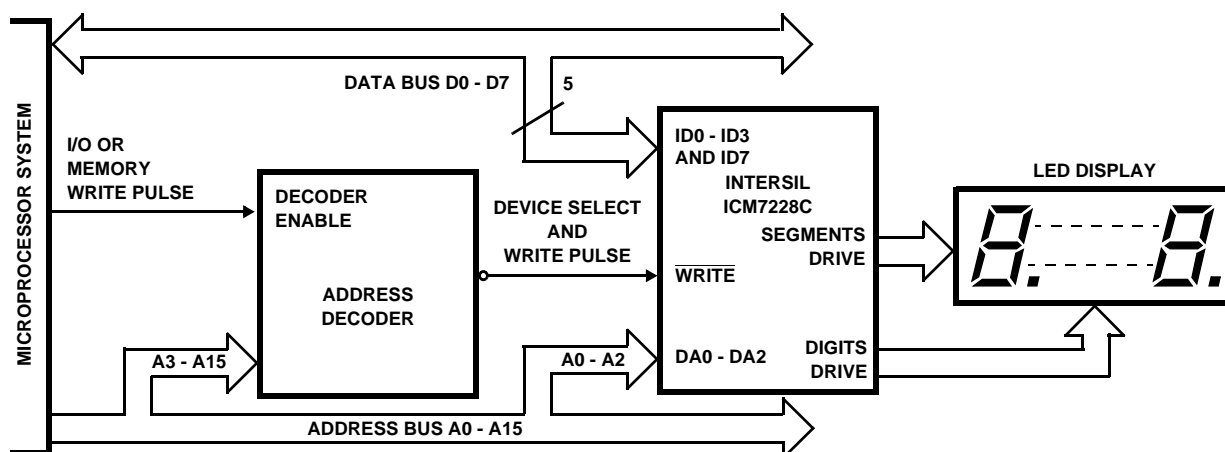 MICROPROCESSOR SYSTEM
DATA BUS D0 - D7
5
I/O OR
MEMORY
WRITE PULSE
DECODER
ENABLE
ADDRESS
DECODER
DEVICE SELECT
AND
WRITE PULSE
ID0 - ID3
AND ID7
INTERSIL
ICM7228C
SEGMENTS
DRIVE
WRITE
DA0 - DA2
DIGITS
DRIVE
LED DISPLAY
8. 8.
A3 - A15
A0 - A2
ADDRESS BUS A0 - A15